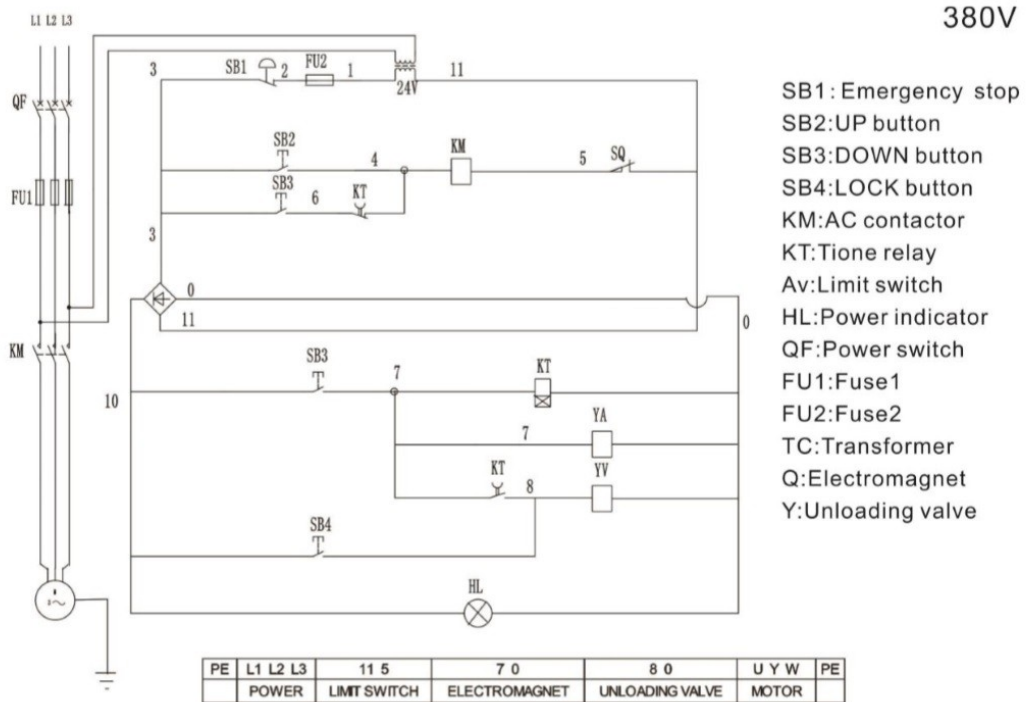 380V
L1 L2 L3
3 SB1 2 FU2 1 24V 11
QF
SB2
4 KM 5 SQ
FU1
SB3
6 KT
3
0
11
0
KM
SB3
7 KT
10
7 YA
KT 8 YV
SB4
HL
SB1: Emergency stop
SB2:UP button
SB3:DOWN button
SB4:LOCK button
KM:AC contactor
KT:Tione relay
Av:Limit switch
HL:Power indicator
QF:Power switch
FU1:Fuse1
FU2:Fuse2
TC:Transformer
Q:Electromagnet
Y:Unloading valve
PE L1 L2 L3 11 5 7 0 8 0 U Y W PE
POWER LIMIT SWITCH ELECTROMAGNET UNLOADING VALVE MOTOR